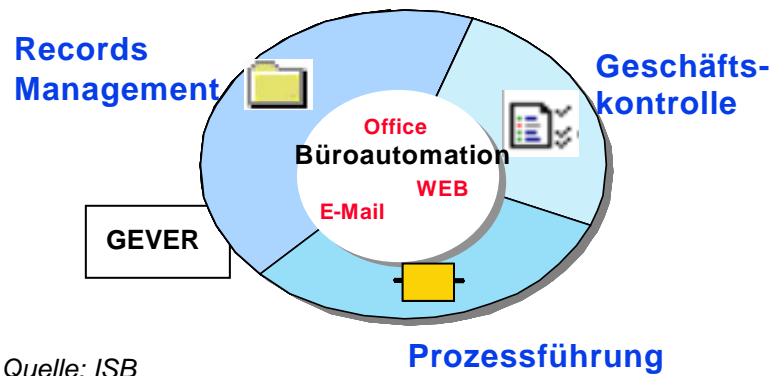 Records
Management
Geschäfts-
kontrolle
Office
Büroautomation
WEB
E-Mail
GEVER
Prozessführung
Quelle: ISB